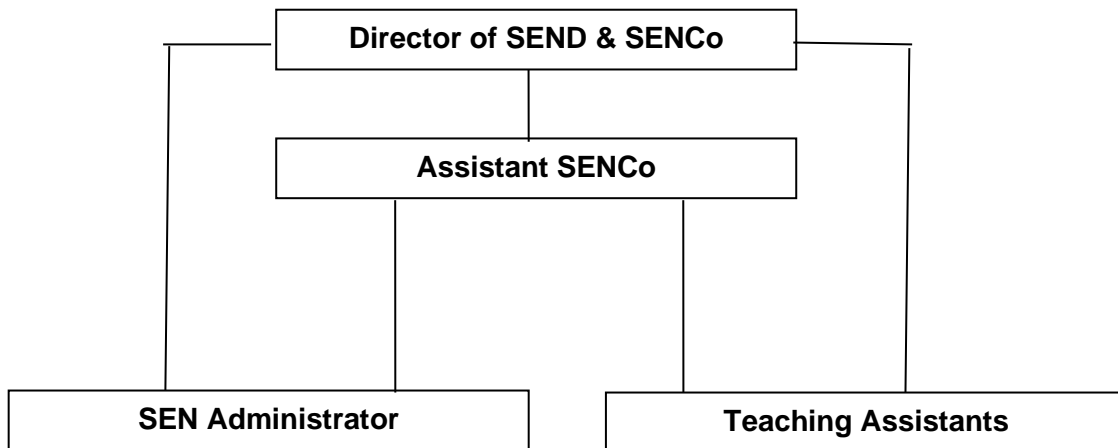 Director of SEND & SENCo
Assistant SENCo
SEN Administrator
Teaching Assistants